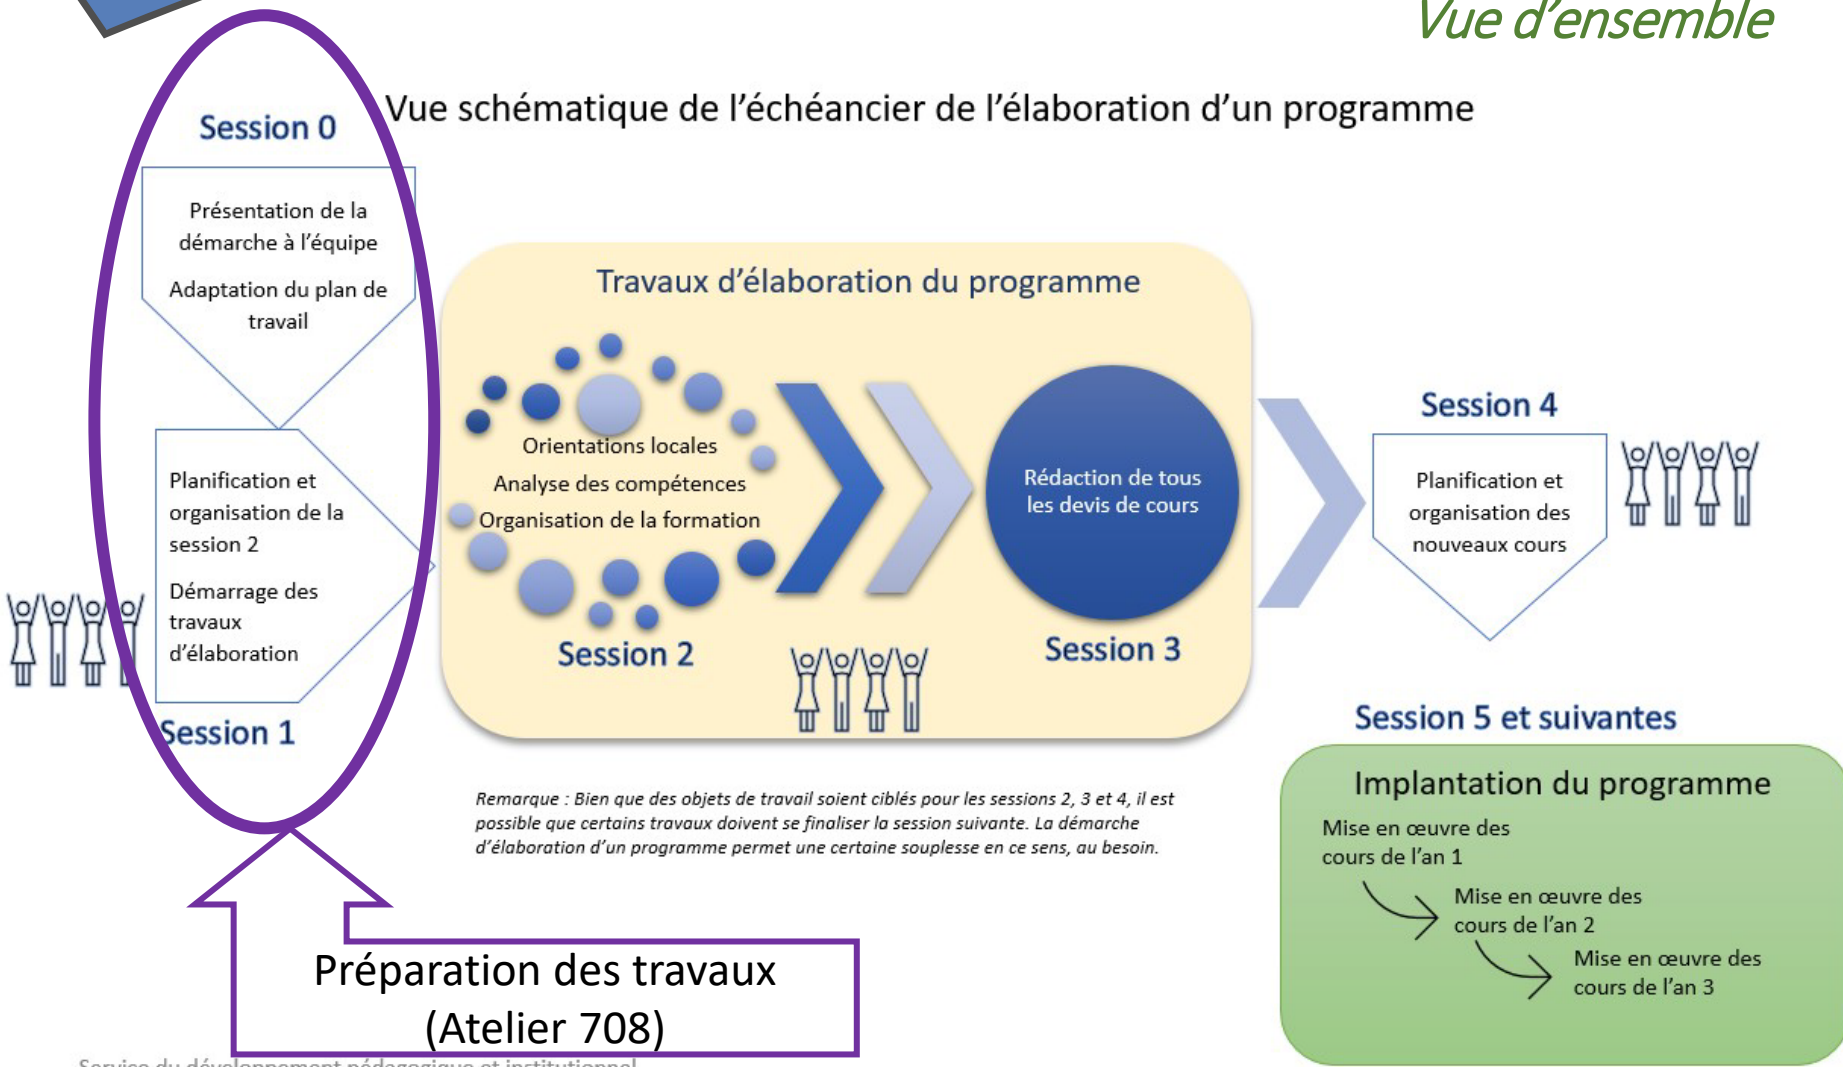 Vue d'ensemble
Vue schématique de l'échéancier de l'élaboration d'un programme
Session 0
Présentation de la
démarche à l'équipe
Adaptation du plan de
travail
Planification et
organisation de la
session 2
Démarrage des
travaux
d'élaboration
Session 1
Travaux d'élaboration du programme
Orientations locales
Analyse des compétences
Organisation de la formation
Session 2
Rédaction de tous
les devis de cours
Session 3
Session 4
Planification et
organisation des
nouveaux cours
Session 5 et suivantes
Implantation du programme
Mise en œuvre des
cours de l'an 1
Mise en œuvre des
cours de l'an 2
Mise en œuvre des
cours de l'an 3
Remarque : Bien que des objets de travail soient ciblés pour les sessions 2, 3 et 4, il est
possible que certains travaux doivent se finaliser la session suivante. La démarche
d'élaboration d'un programme permet une certaine souplesse en ce sens, au besoin.
Préparation des travaux
(Atelier 708)
Service du développement pédagogique et institutionnel